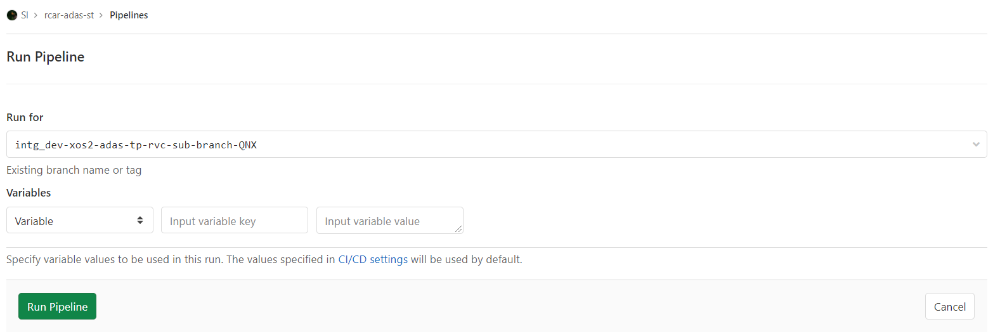 SI > rcar-adas-st > Pipelines
Run Pipeline
Run for
intg_dev-xos2-adas-tp-rvc-sub-branch-QNX
Existing branch name or tag
Variables
Variable Input variable key Input variable value
Specify variable values to be used in this run. The values specified in CI/CD settings will be used by default.
Run Pipeline Cancel